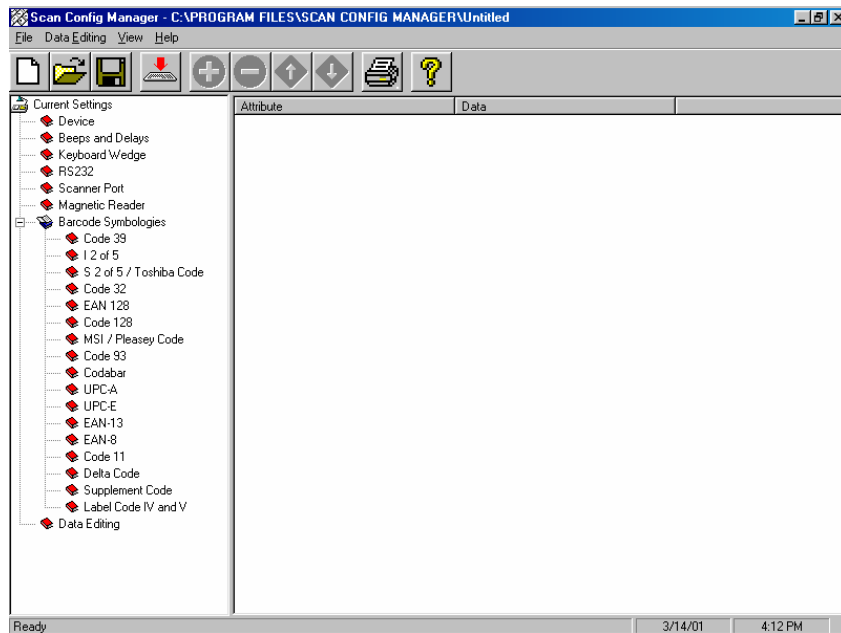 Scan Config Manager - C:\PROGRAM FILES\SCAN CONFIG MANAGER\Untitled
File Data Editing View Help
Current Settings
Attribute Data
Device
Beeps and Delays
Keyboard Wedge
RS232
Scanner Port
Magnetic Reader
Barcode Symbologies
Code 39
I 2 of 5
S 2 of 5 / Toshiba Code
Code 32
EAN 128
Code 128
MSI / Pleasey Code
Code 93
Codabar
UPC-A
UPC-E
EAN-13
EAN-8
Code 11
Delta Code
Supplement Code
Label Code IV and V
Data Editing
Ready 3/14/01 4:12 PM